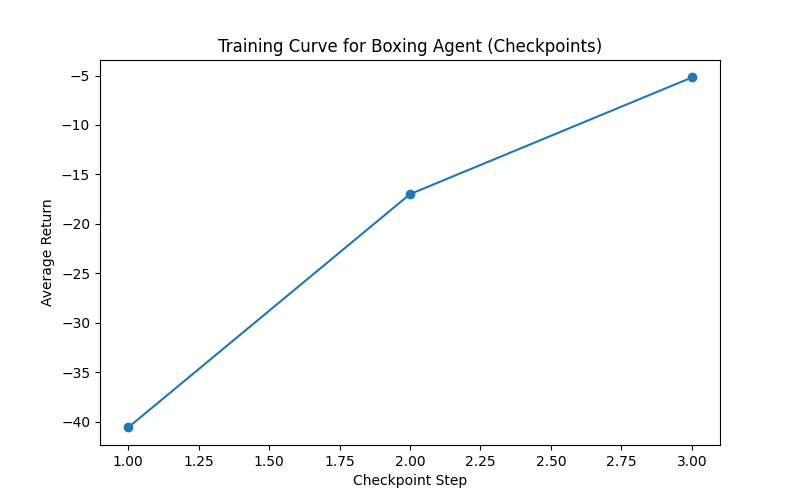 Training Curve for Boxing Agent (Checkpoints)
Average Return
−5
−10
−15
−20
−25
−30
−35
−40
1.00 1.25 1.50 1.75 2.00 2.25 2.50 2.75 3.00
Checkpoint Step